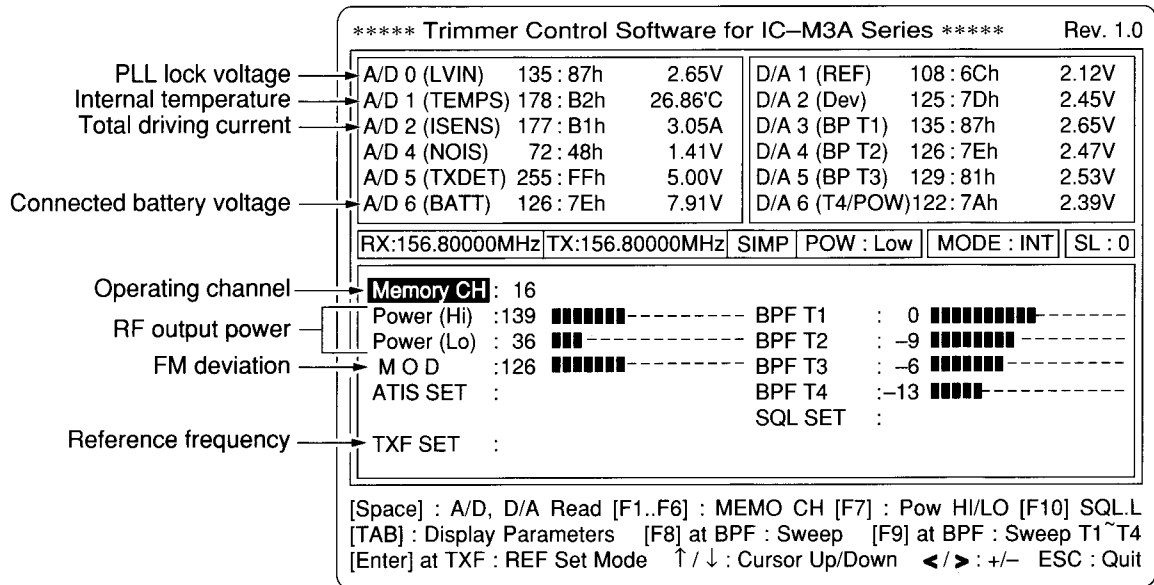 ***** Trimmer Control Software for IC–M3A Series ***** Rev. 1.0
PLL lock voltage A/D 0 (LVIN) 135 : 87h 2.65V D/A 1 (REF) 108 : 6Ch 2.12V
Internal temperature A/D 1 (TEMPS) 178 : B2h 26.86'C D/A 2 (Dev) 125 : 7Dh 2.45V
Total driving current A/D 2 (ISENS) 177 : B1h 3.05A D/A 3 (BP T1) 135 : 87h 2.65V
A/D 4 (NOIS) 72 : 48h 1.41V D/A 4 (BP T2) 126 : 7Eh 2.47V
A/D 5 (TXDET) 255 : FFh 5.00V D/A 5 (BP T3) 129 : 81h 2.53V
Connected battery voltage A/D 6 (BATT) 126 : 7Eh 7.91V D/A 6 (T4/POW)122 : 7Ah 2.39V
RX:156.80000MHz TX:156.80000MHz SIMP POW : Low MODE : INT SL : 0
Operating channel Memory CH : 16
RF output power
Power (Hi) :139 BPF T1 : 0
Power (Lo) : 36 BPF T2 : –9
FM deviation M O D :126 BPF T3 : –6
ATIS SET : BPF T4 :–13
SQL SET :
Reference frequency TXF SET :
[Space] : A/D, D/A Read [F1..F6] : MEMO CH [F7] : Pow HI/LO [F10] SQL.L
[TAB] : Display Parameters [F8] at BPF : Sweep [F9] at BPF : Sweep T1~T4
[Enter] at TXF : REF Set Mode ↑ / ↓ : Cursor Up/Down < / > : +/– ESC : Quit